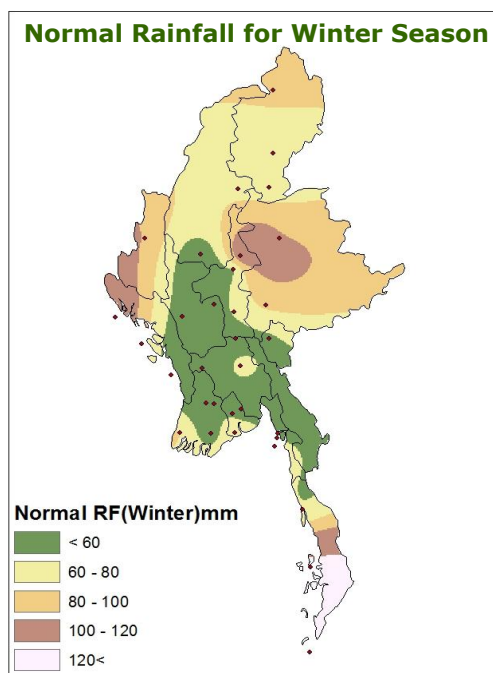 Normal Rainfall for Winter Season
Normal RF(Winter)mm
< 60
60 - 80
80 - 100
100 - 120
120<